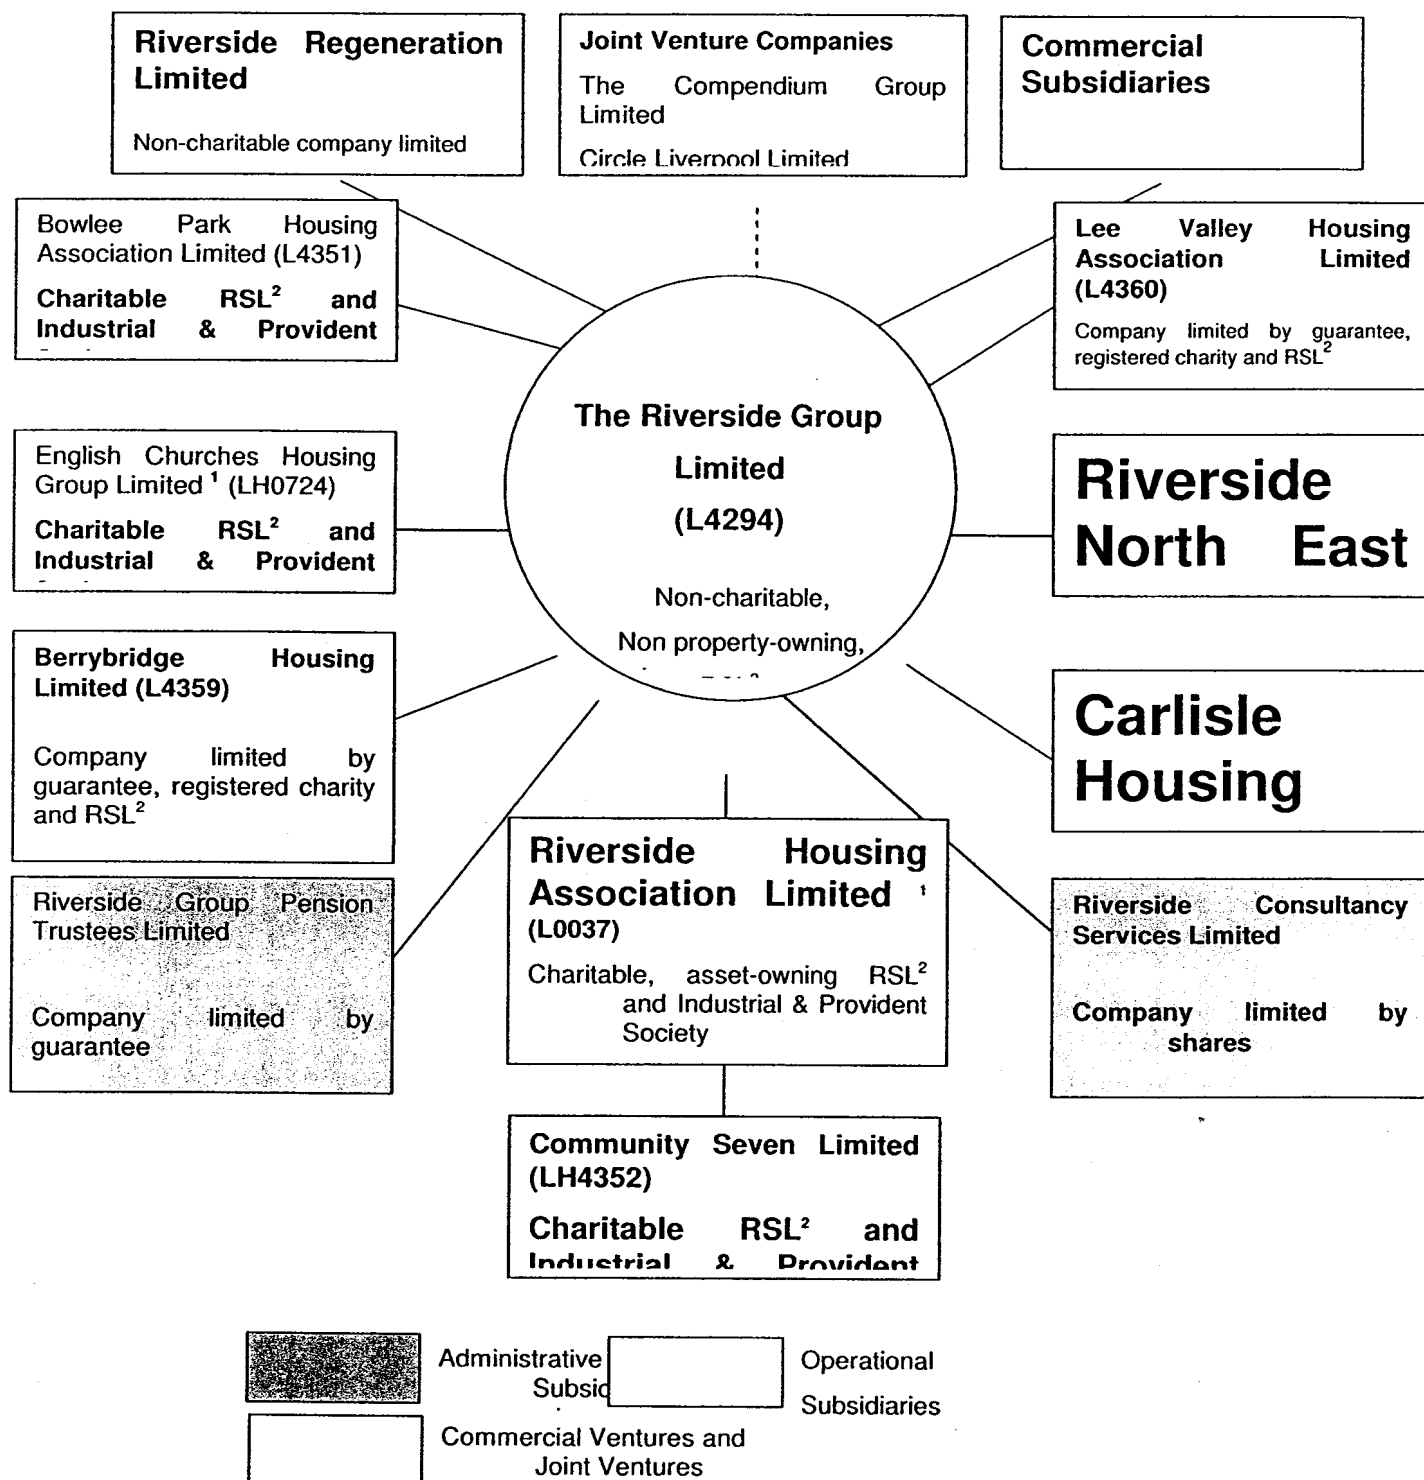 Riverside Regeneration
Limited
Non-charitable company limited
Joint Venture Companies
The Compendium Group
Limited
Circle Liverpool Limited
Commercial
Subsidiaries
Bowlee Park Housing
Association Limited (L4351)
Charitable RSL² and
Industrial & Provident
Lee Valley Housing
Association Limited
(L4360)
Company limited by guarantee,
registered charity and RSL²
The Riverside Group
Limited
(L4294)
Non-charitable,
Non property-owning,
English Churches Housing
Group Limited ¹ (LH0724)
Charitable RSL² and
Industrial & Provident
Riverside
North East
Berrybridge Housing
Limited (L4359)
Company limited by
guarantee, registered charity
and RSL²
Carlisle
Housing
Riverside Group Pension
Trustees Limited
Company limited by
guarantee
Riverside Housing
Association Limited ¹
(L0037)
Charitable, asset-owning RSL²
and Industrial & Provident
Society
Riverside Consultancy
Services Limited
Company limited by
shares
Community Seven Limited
(LH4352)
Charitable RSL² and
Industrial & Provident
Administrative
Subsid
Operational
Subsidiaries
Commercial Ventures and
Joint Ventures